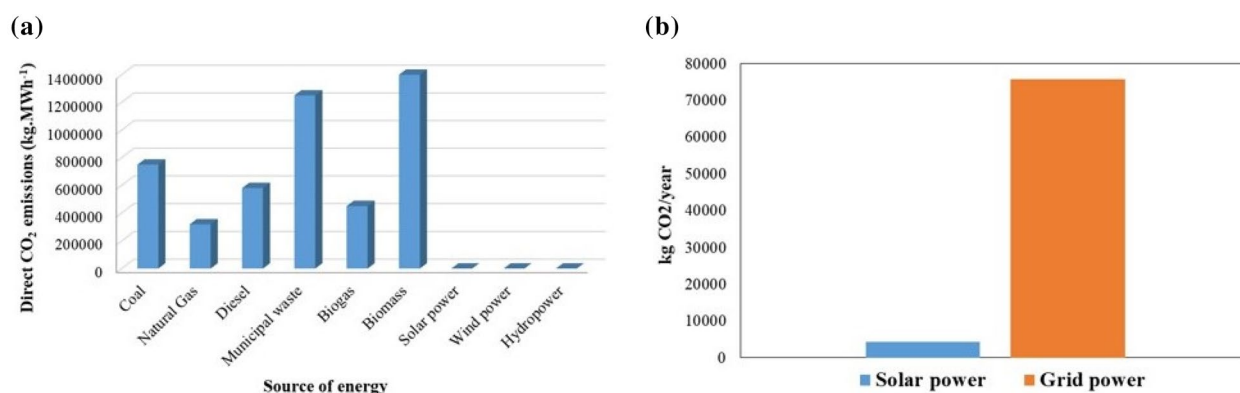 (a)
Direct CO₂ emissions (kg.MWh⁻¹)
1400000
1200000
1000000
800000
600000
400000
200000
0
Coal
Natural Gas
Diesel
Municipal waste
Biogas
Biomass
Solar power
Wind power
Hydropower
Source of energy
(b)
kg CO2/year
80000
70000
60000
50000
40000
30000
20000
10000
0
Solar power Grid power